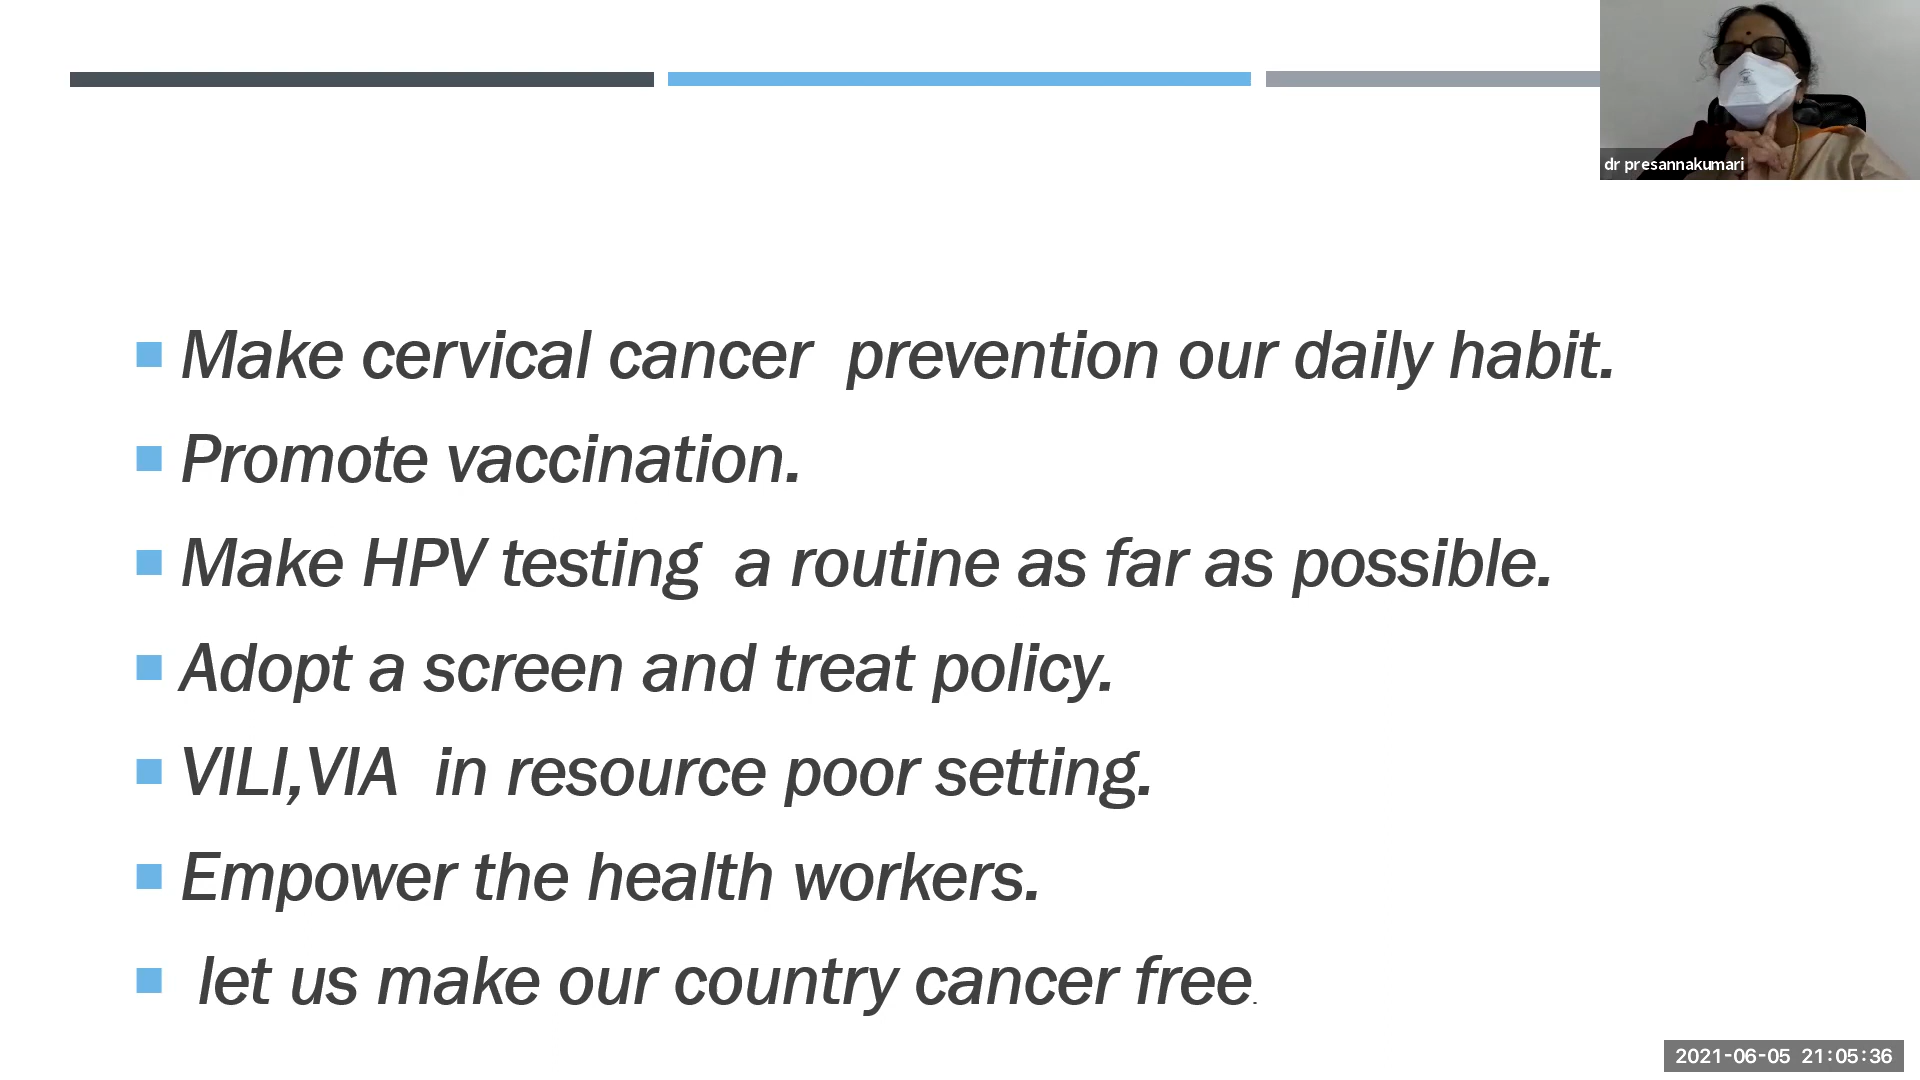 dr presannakumari
Make cervical cancer  prevention our daily habit.
Promote vaccination.
Make HPV testing  a routine as far as possible.
Adopt a screen and treat policy.
VILI,VIA  in resource poor setting.
Empower the health workers.
let us make our country cancer free.
2021-06-05 21:05:36